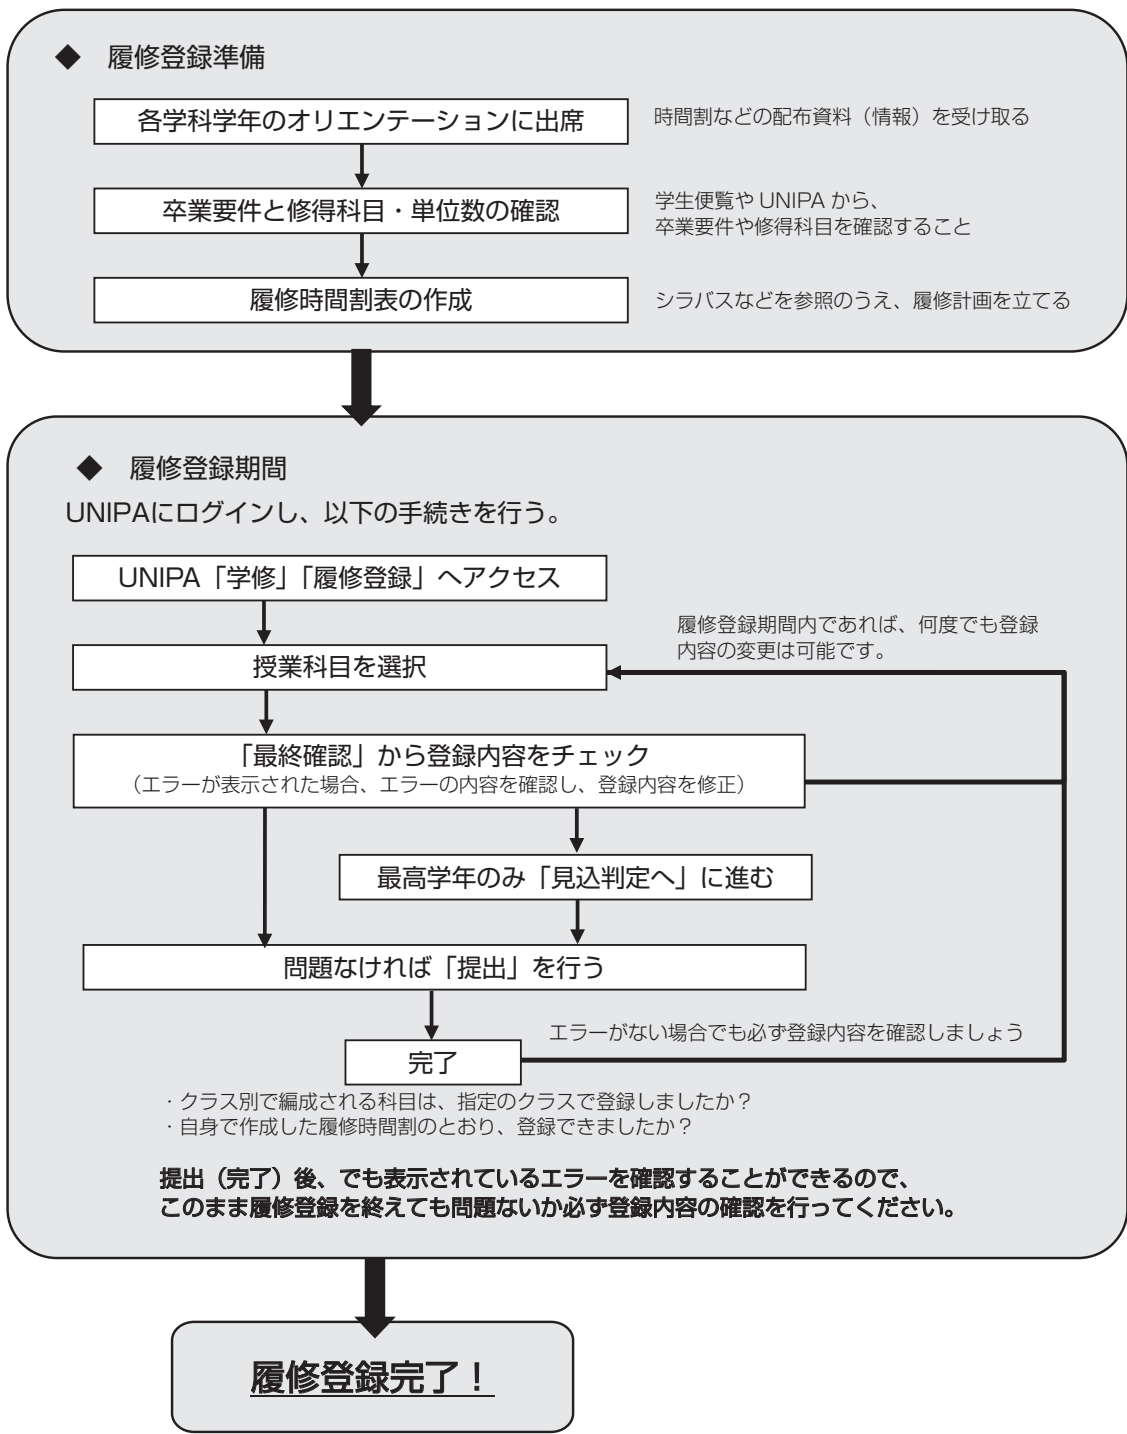 ◆ 履修登録準備
各学科学年のオリエンテーションに出席
時間割などの配布資料（情報）を受け取る
卒業要件と修得科目・単位数の確認
学生便覧や UNIPA から、
卒業要件や修得科目を確認すること
履修時間割表の作成
シラバスなどを参照のうえ、履修計画を立てる
◆ 履修登録期間
UNIPAにログインし、以下の手続きを行う。
UNIPA「学修」「履修登録」へアクセス
履修登録期間内であれば、何度でも登録
内容の変更は可能です。
授業科目を選択
「最終確認」から登録内容をチェック
（エラーが表示された場合、エラーの内容を確認し、登録内容を修正）
最高学年のみ「見込判定へ」に進む
問題なければ「提出」を行う
エラーがない場合でも必ず登録内容を確認しましょう
完了
・クラス別で編成される科目は、指定のクラスで登録しましたか？
・自身で作成した履修時間割のとおり、登録できましたか？
提出（完了）後、でも表示されているエラーを確認することができるので、
このまま履修登録を終えても問題ないか必ず登録内容の確認を行ってください。
履修登録完了！